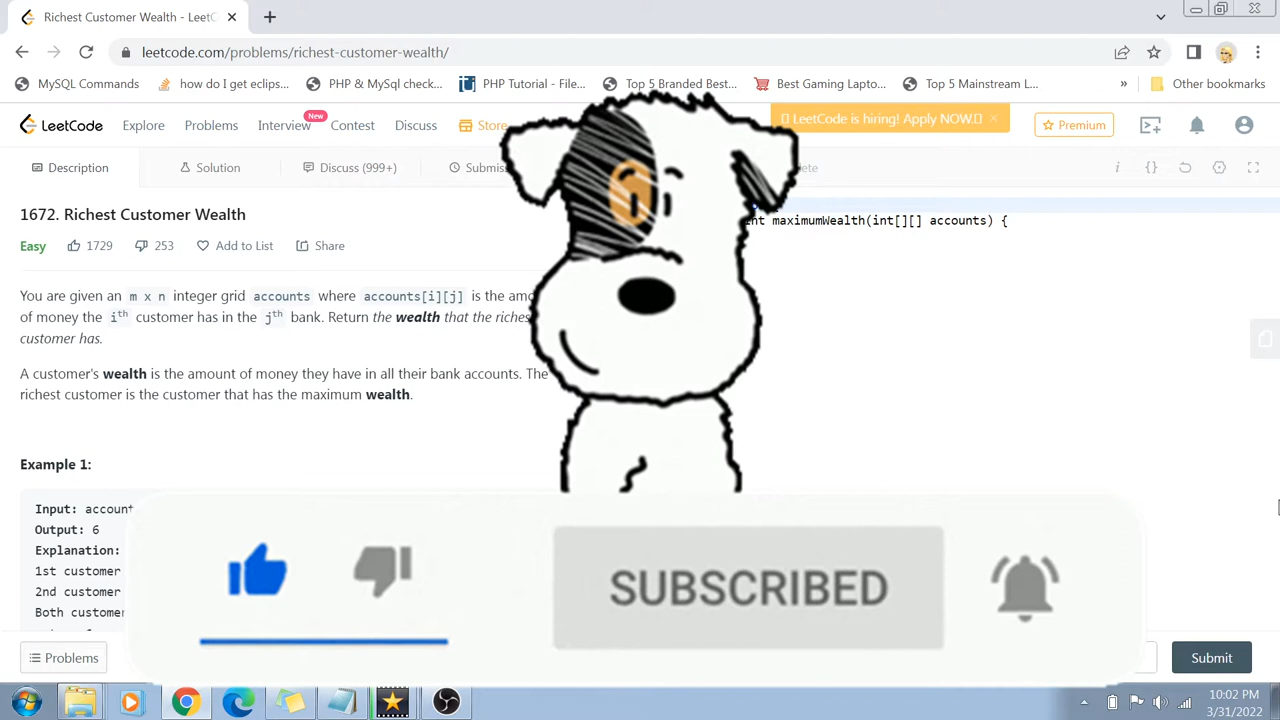 Richest Customer Wealth - LeetC
leetcode.com/problems/richest-customer-wealth/
MySQL Commands
how do I get eclips...
PHP & MySql check...
PHP Tutorial - File...
Top 5 Branded Best...
Best Gaming Lapto...
Top 5 Mainstream L...
»
Other bookmarks
LeetCode
Explore
Problems
Interview
New
Contest
Discuss
Store
LeetCode is hiring! Apply NOW.
Premium
Description
Solution
Discuss (999+)
1672. Richest Customer Wealth
int maximumWealth(int[][] accounts) {
Easy
1729
253
Add to List
Share
You are given an m x n integer grid accounts where accounts[i][j] is the
of money the ith customer has in the jth bank. Return the wealth that the
customer has.
A customer's wealth is the amount of money they have in all their bank accounts. The
richest customer is the customer that has the maximum wealth.
Example 1:
Input:
Output: 6
Explanation:
1st customer
2nd customer
Both
SUBSCRIBED
Problems
Submit
10:02 PM
3/31/2022